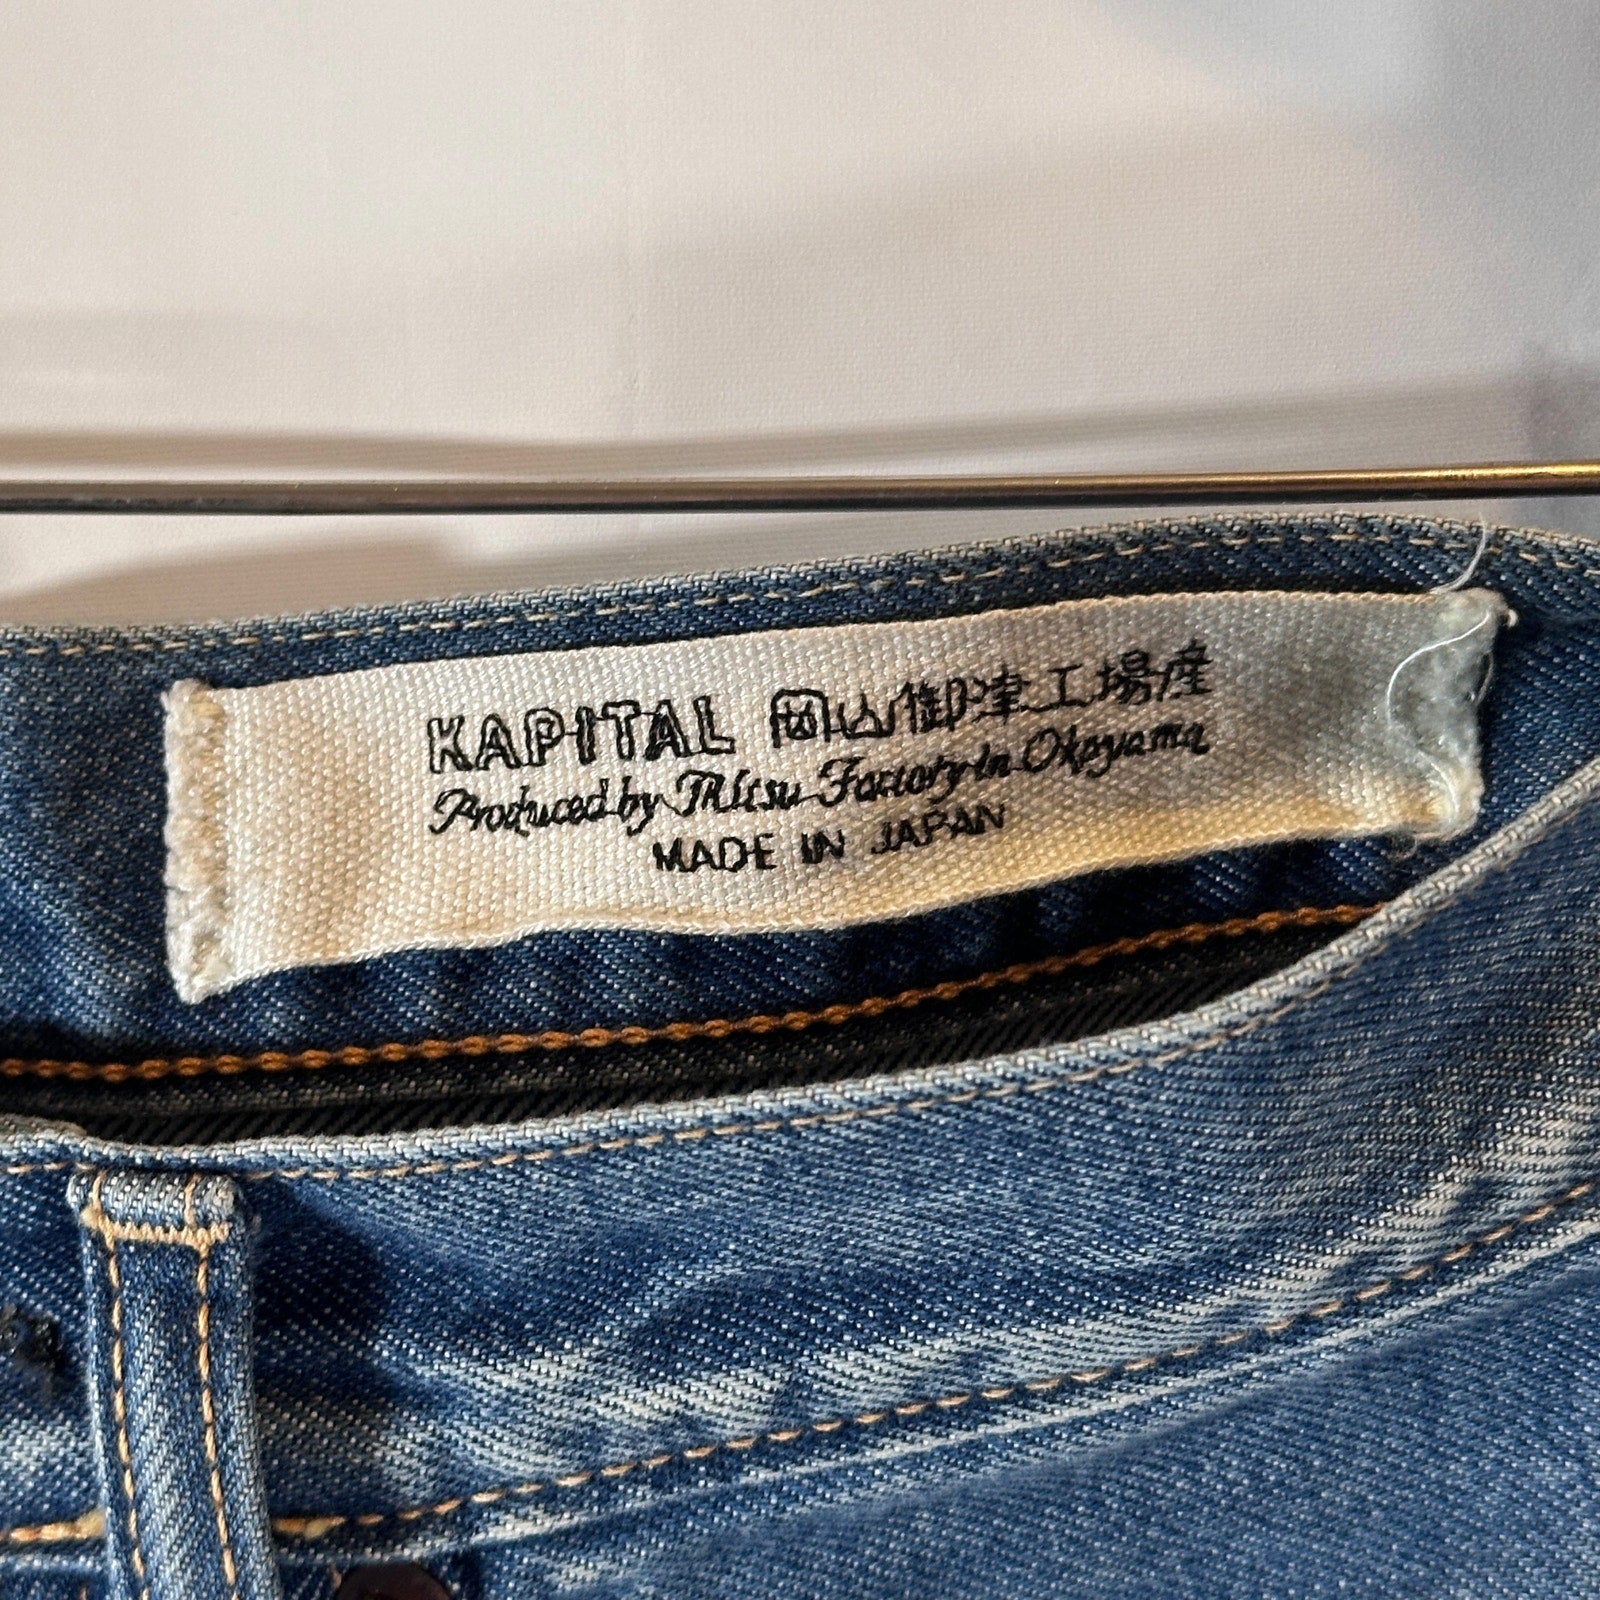 KAPITAL 岡山御津工場産
Produced by Mitsu Factory in Okayama
MADE IN JAPAN